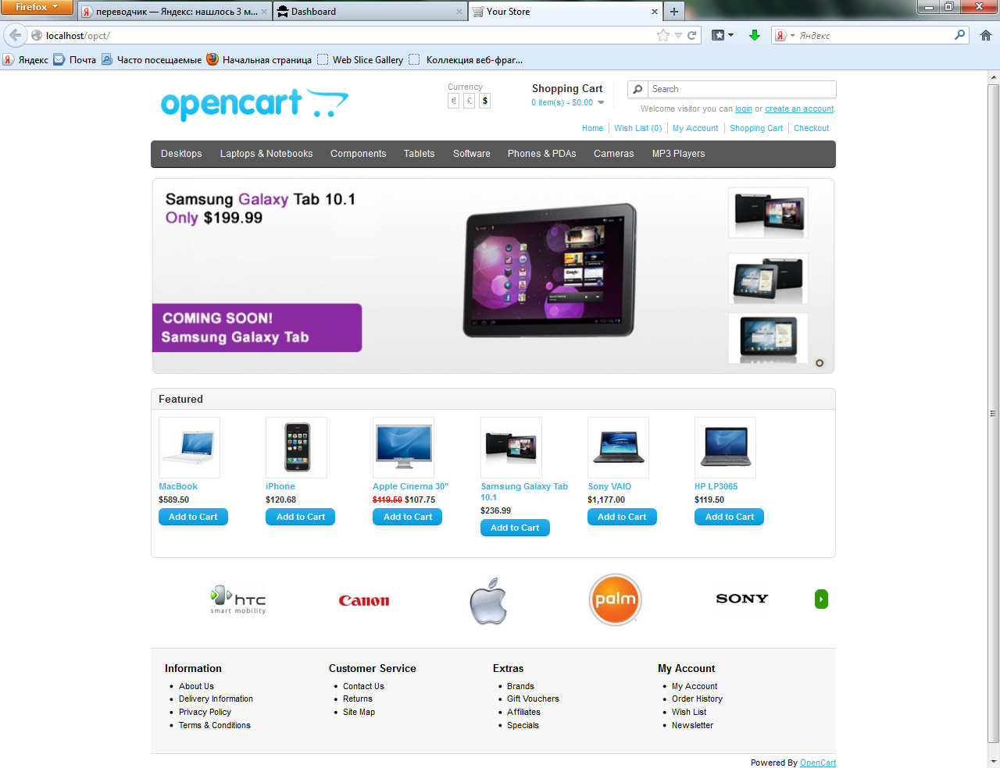 Firefox
переводчик — Яндекс: нашлось 3 м...
Dashboard
Your Store
localhost/opct/
Яндекс
Яндекс
Почта
Часто посещаемые
Начальная страница
Web Slice Gallery
Коллекция веб-фраг...
opencart
Currency
€ £ $
Shopping Cart
0 item(s) - $0.00
Search
Welcome visitor you can login or create an account.
Home
Wish List (0)
My Account
Shopping Cart
Checkout
Desktops
Laptops & Notebooks
Components
Tablets
Software
Phones & PDAs
Cameras
MP3 Players
Samsung Galaxy Tab 10.1
Only $199.99
COMING SOON!
Samsung Galaxy Tab
Featured
MacBook
$589.50
Add to Cart
iPhone
$120.68
Add to Cart
Apple Cinema 30"
$119.50 $107.75
Add to Cart
Samsung Galaxy Tab
10.1
$236.99
Add to Cart
Sony VAIO
$1,177.00
Add to Cart
HP LP3065
$119.50
Add to Cart
hTC
smart mobility
Canon
palm
SONY
Information
About Us
Delivery Information
Privacy Policy
Terms & Conditions
Customer Service
Contact Us
Returns
Site Map
Extras
Brands
Gift Vouchers
Affiliates
Specials
My Account
My Account
Order History
Wish List
Newsletter
Powered By OpenCart